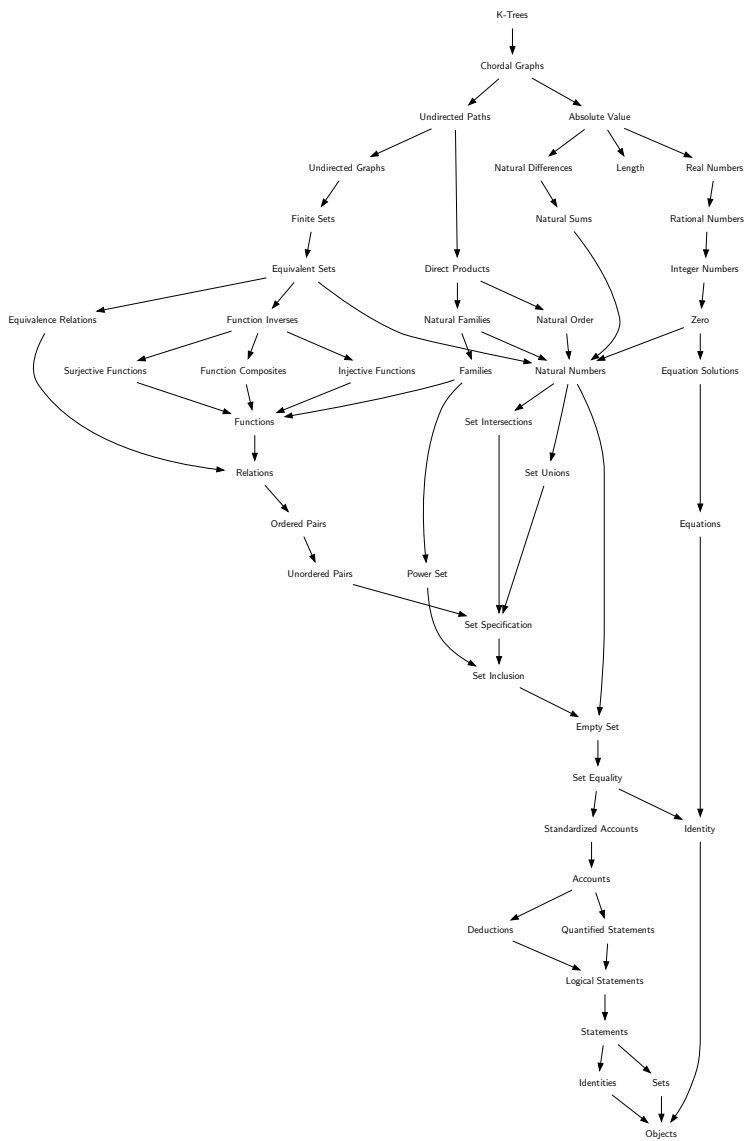 K-Trees
Chordal Graphs
Undirected Paths
Absolute Value
Undirected Graphs
Natural Differences
Length
Real Numbers
Finite Sets
Natural Sums
Rational Numbers
Equivalent Sets
Direct Products
Integer Numbers
Equivalence Relations
Function Inverses
Natural Families
Natural Order
Zero
Surjective Functions
Function Composites
Injective Functions
Families
Natural Numbers
Equation Solutions
Functions
Set Intersections
Relations
Set Unions
Ordered Pairs
Equations
Unordered Pairs
Power Set
Set Specification
Set Inclusion
Empty Set
Set Equality
Standardized Accounts
Identity
Accounts
Deductions
Quantified Statements
Logical Statements
Statements
Identities
Sets
Objects